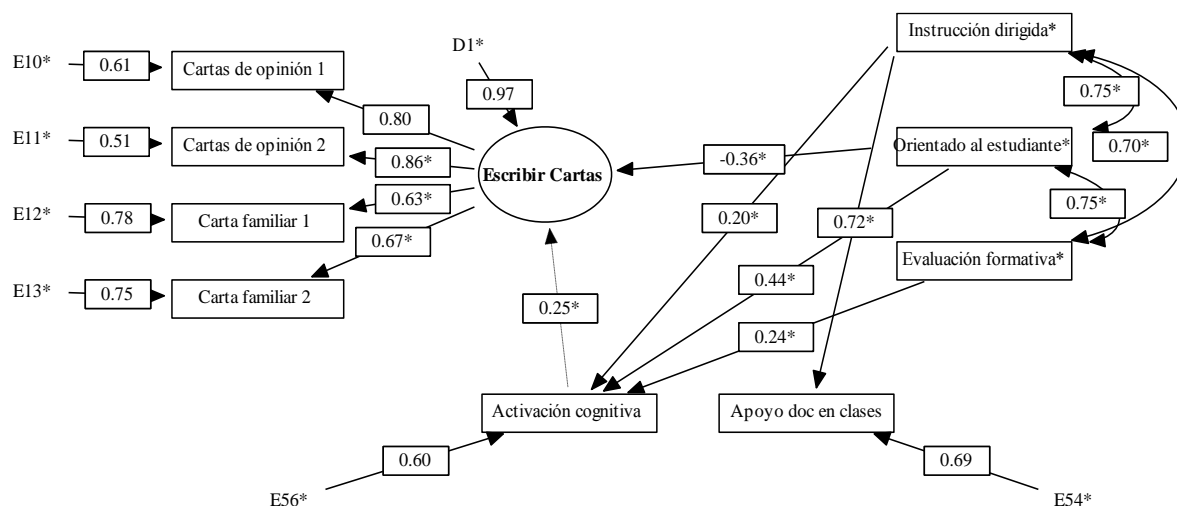 Instrucción dirigida*
D1*
E10*
0.61
Cartas de opinión 1
0.97
0.75*
0.80
E11*
0.51
Cartas de opinión 2
0.86*
-0.36*
Orientado al estudiante*
0.70*
Escribir Cartas
0.63*
E12*
0.78
Carta familiar 1
0.20*
0.72*
0.75*
0.67*
Evaluación formativa*
E13*
0.75
Carta familiar 2
0.44*
0.25*
0.24*
Activación cognitiva
Apoyo doc en clases
0.60
0.69
E56*
E54*